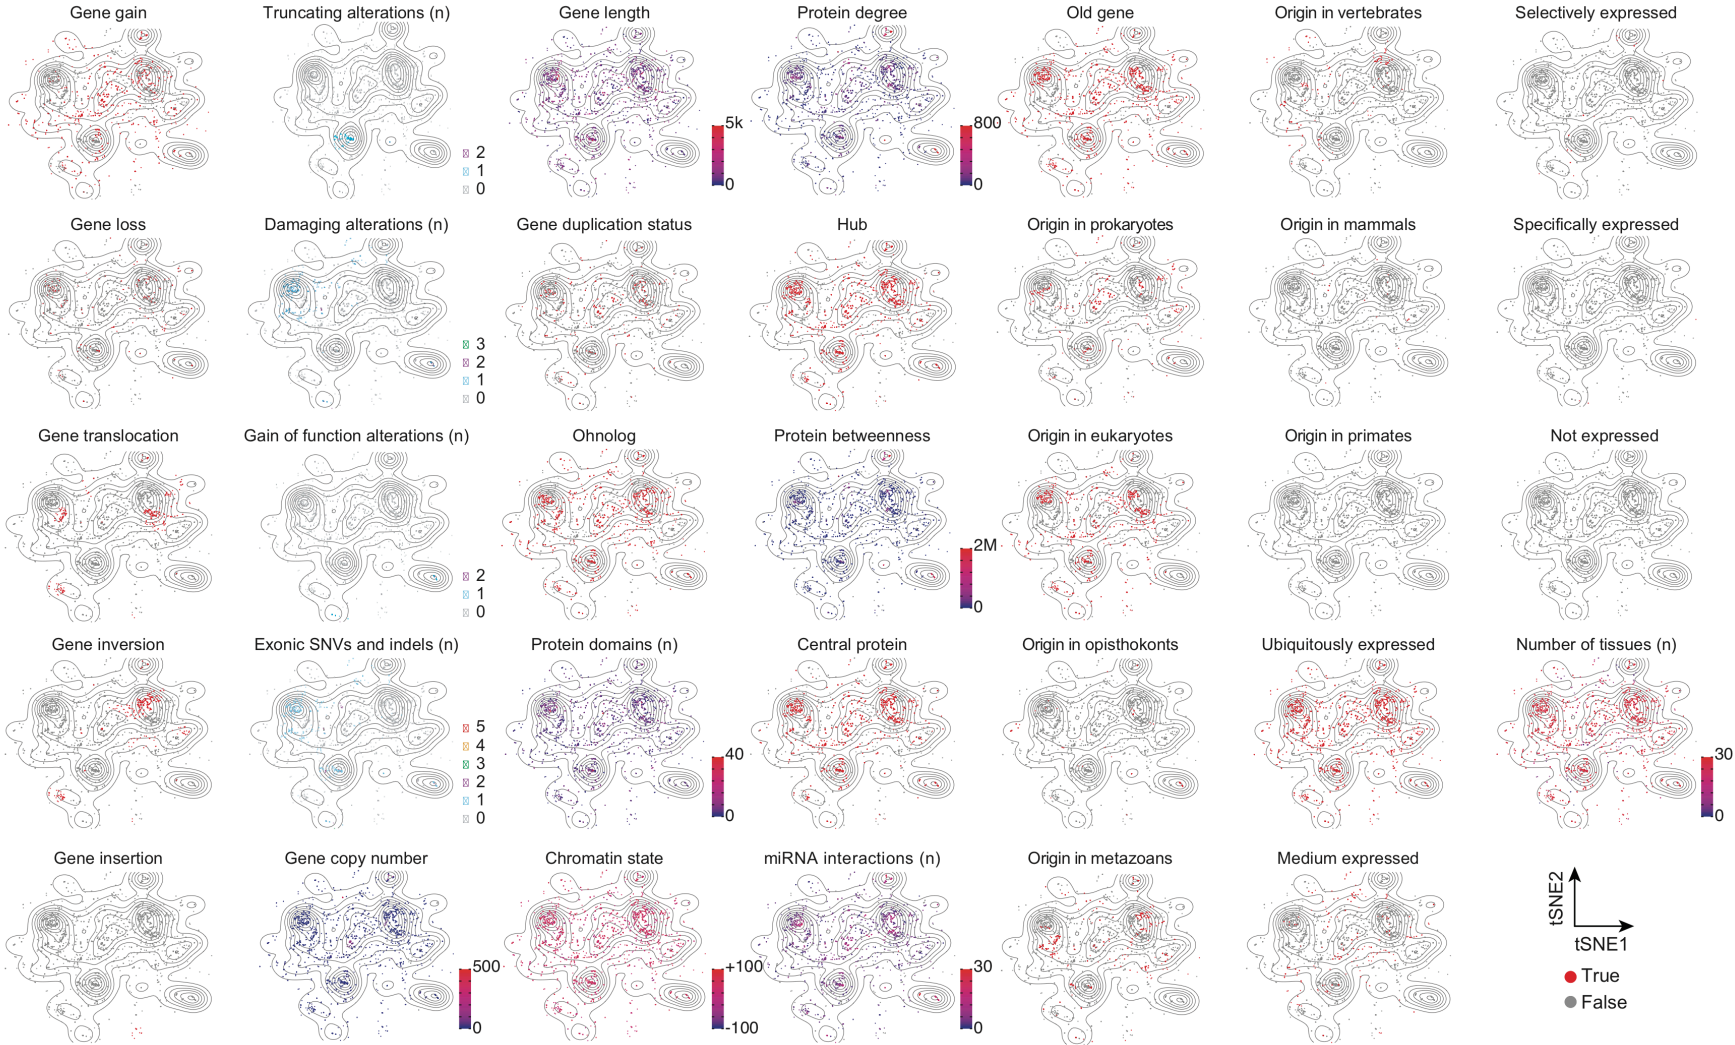 Gene gain
Truncating alterations (n)
Gene length
Protein degree
Old gene
Origin in vertebrates
Selectively expressed
2
1
0
5k
0
800
0
Gene loss
Damaging alterations (n)
Gene duplication status
Hub
Origin in prokaryotes
Origin in mammals
Specifically expressed
3
2
1
0
Gene translocation
Gain of function alterations (n)
Ohnolog
Protein betweenness
Origin in eukaryotes
Origin in primates
Not expressed
2
1
0
2M
0
Gene inversion
Exonic SNVs and indels (n)
Protein domains (n)
Central protein
Origin in opisthokonts
Ubiquitously expressed
Number of tissues (n)
5
4
3
2
1
0
40
0
30
0
Gene insertion
Gene copy number
Chromatin state
miRNA interactions (n)
Origin in metazoans
Medium expressed
500
0
+100
-100
30
0
tSNE2
tSNE1
True
False